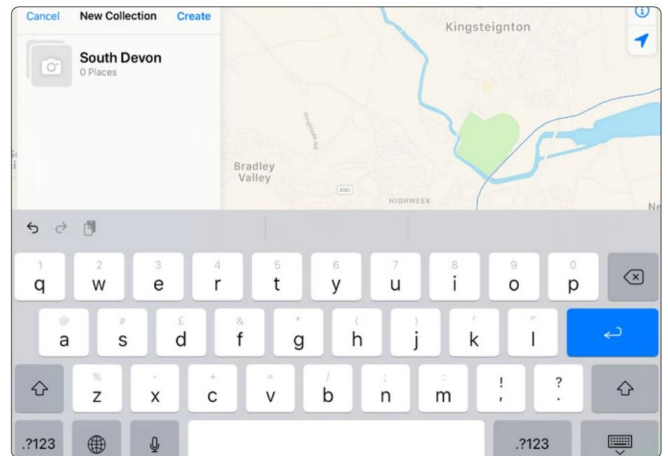 Cancel New Collection Create
South Devon
0 Places
Kingsteignton
Bradley
Valley
HIGHWEEK
Ne
1 2 3 4 5 6 7 8 9 0
q w e r t y u i o p
@ # £ & * ( ) ' "
a s d f g h j k l
% - + = / ; : ! ?
z x c v b n m , .
.?123 .?123